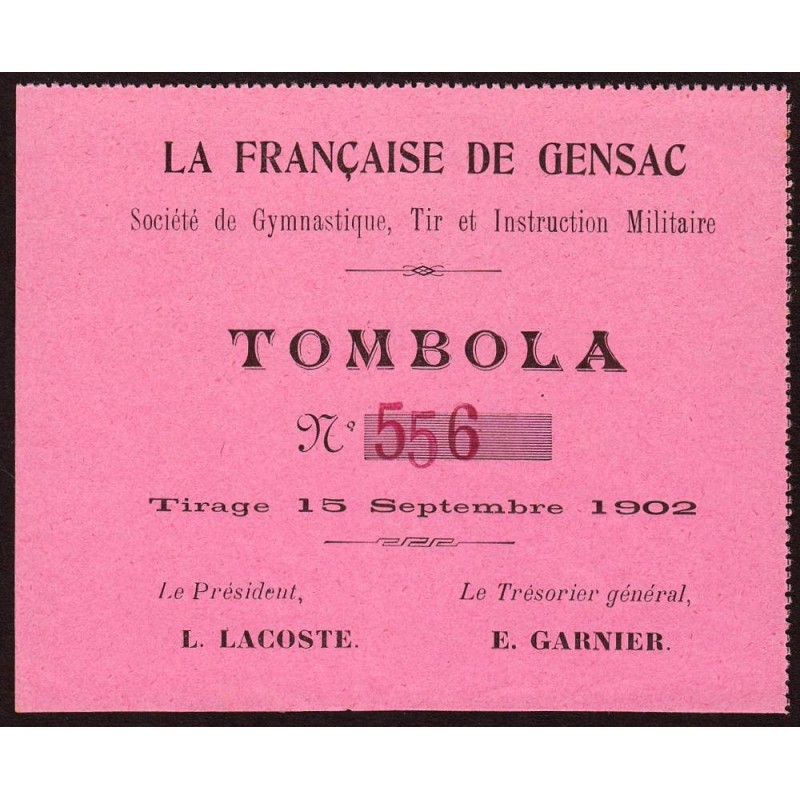 LA FRANÇAISE DE GENSAC
Société de Gymnastique, Tir et Instruction Militaire
TOMBOLA
N° 556
Tirage 15 Septembre 1902
Le Président, Le Trésorier général,
L. LACOSTE. E. GARNIER.